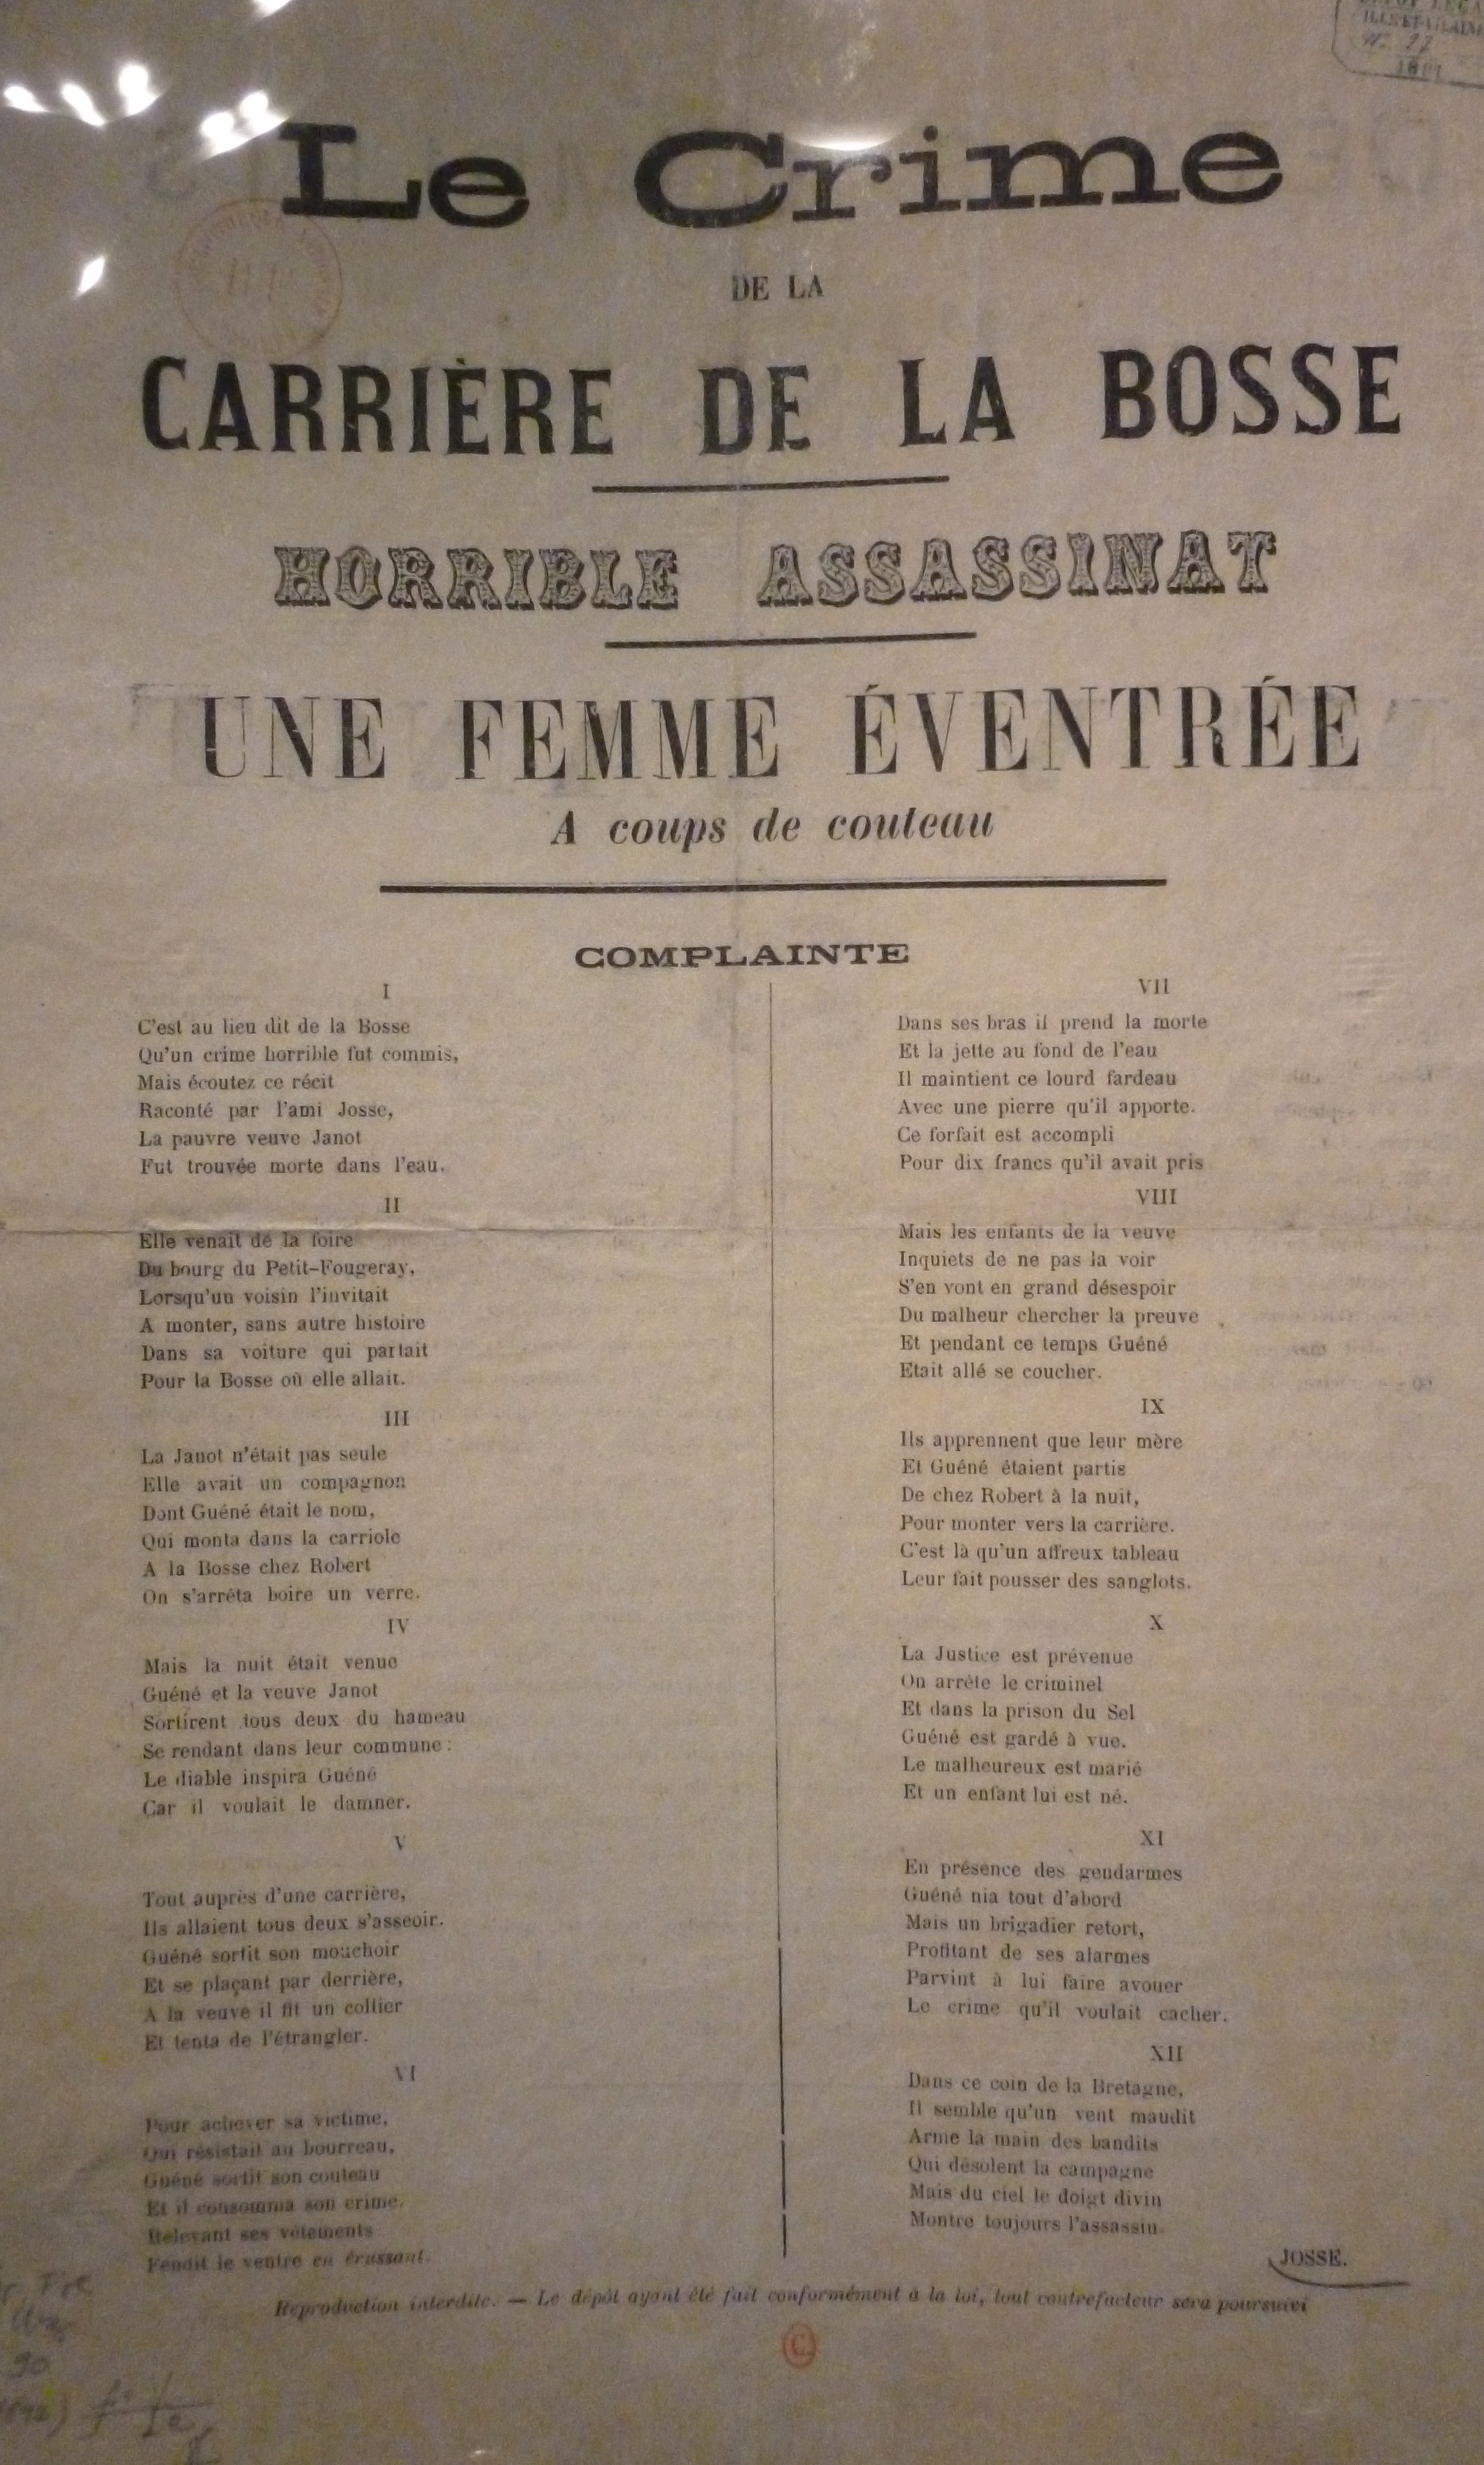 DÉPÔT LÉGAL
ILLE-ET-VILAINE
Le Crime
DE LA
CARRIÈRE DE LA BOSSE
HORRIBLE ASSASSINAT
UNE FEMME ÉVENTRÉE
A coups de couteau
COMPLAINTE
I
C'est au lieu dit de la Bosse
Qu'un crime horrible fut commis,
Mais écoutez ce récit
Raconté par l'ami Josse,
La pauvre veuve Janot
Fut trouvée morte dans l'eau.
II
Elle venait de la foire
Du bourg du Petit-Fougeray,
Lorsqu'un voisin l'invitait
A monter, sans autre histoire
Dans sa voiture qui partait
Pour la Bosse où elle allait.
III
La Janot n'était pas seule
Elle avait un compagnon
Dont Guéné était le nom,
Qui monta dans la carriole
A la Bosse chez Robert
On s'arrêta boire un verre.
IV
Mais la nuit était venue
Guéné et la veuve Janot
Sortirent tous deux du hameau
Se rendant dans leur commune:
Le diable inspira Guéné
Car il voulait le damner.
V
Tout auprès d'une carrière,
Ils allaient tous deux s'asseoir.
Guéné sortit son mouchoir
Et se plaçant par derrière,
A la veuve il fit un collier
Et tenta de l'étrangler.
VI
Pour achever sa victime,
Qui résistait au bourreau,
Guéné sortit son couteau
Et il consomma son crime.
Relevant ses vêtements
Fendit le ventre en
VII
Dans ses bras il prend la morte
Et la jette au fond de l'eau
Il maintient ce lourd fardeau
Avec une pierre qu'il apporte.
Ce forfait est accompli
Pour dix francs qu'il avait pris
VIII
Mais les enfants de la veuve
Inquiets de ne pas la voir
S'en vont en grand désespoir
Du malheur chercher la preuve
Et pendant ce temps Guéné
Etait allé se coucher.
IX
Ils apprennent que leur mère
Et Guéné étaient partis
De chez Robert à la nuit,
Pour monter vers la carrière.
C'est là qu'un affreux tableau
Leur fait pousser des sanglots.
X
La Justice est prévenue
On arrête le criminel
Et dans la prison du Sel
Guéné est gardé à vue.
Le malheureux est marié
Et un enfant lui est né.
XI
En présence des gendarmes
Guéné nia tout d'abord
Mais un brigadier retort,
Profitant de ses alarmes
Parvint à lui faire avouer
Le crime qu'il voulait cacher.
XII
Dans ce coin de la Bretagne,
Il semble qu'un vent maudit
Arme la main des bandits
Qui désolent la campagne
Mais du ciel le doigt divin
Montre toujours l'assassin.
JOSSE.
Reproduction interdite. — Le dépôt ayant été fait conformément à la loi, tout contrefacteur sera poursuivi
C